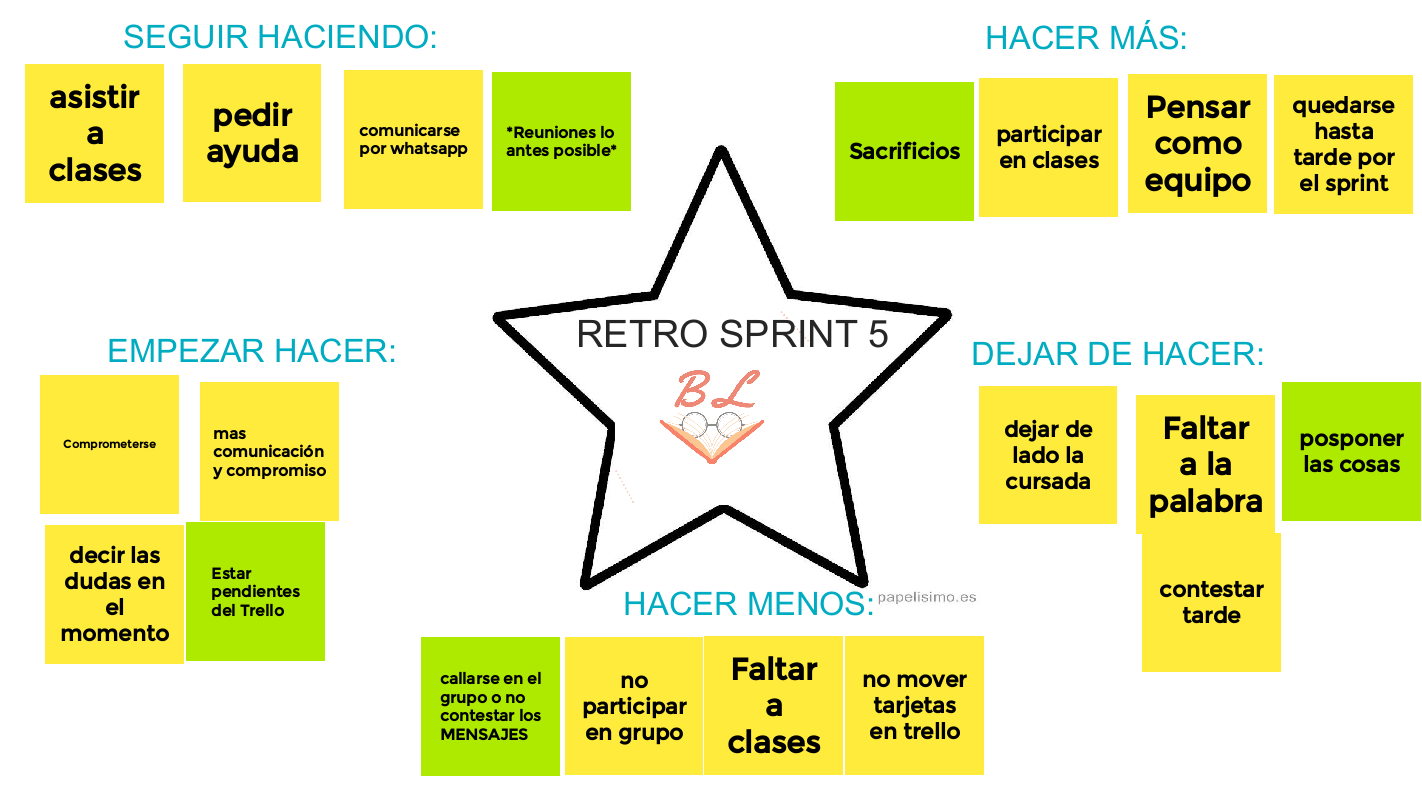 SEGUIR HACIENDO:
asistir
a
clases
pedir
ayuda
comunicarse
por whatsapp
*Reuniones lo
antes posible*
HACER MÁS:
Sacrificios
participar
en clases
Pensar
como
equipo
quedarse
hasta
tarde por
el sprint
RETRO SPRINT 5
BL
EMPEZAR HACER:
Comprometerse
mas
comunicación
y compromiso
decir las
dudas en
el
momento
Estar
pendientes
del Trello
DEJAR DE HACER:
dejar de
lado la
cursada
Faltar
a la
palabra
posponer
las cosas
contestar
tarde
HACER MENOS:
papelisimo.es
callarse en el
grupo o no
contestar los
MENSAJES
no
participar
en grupo
Faltar
a
clases
no mover
tarjetas
en trello